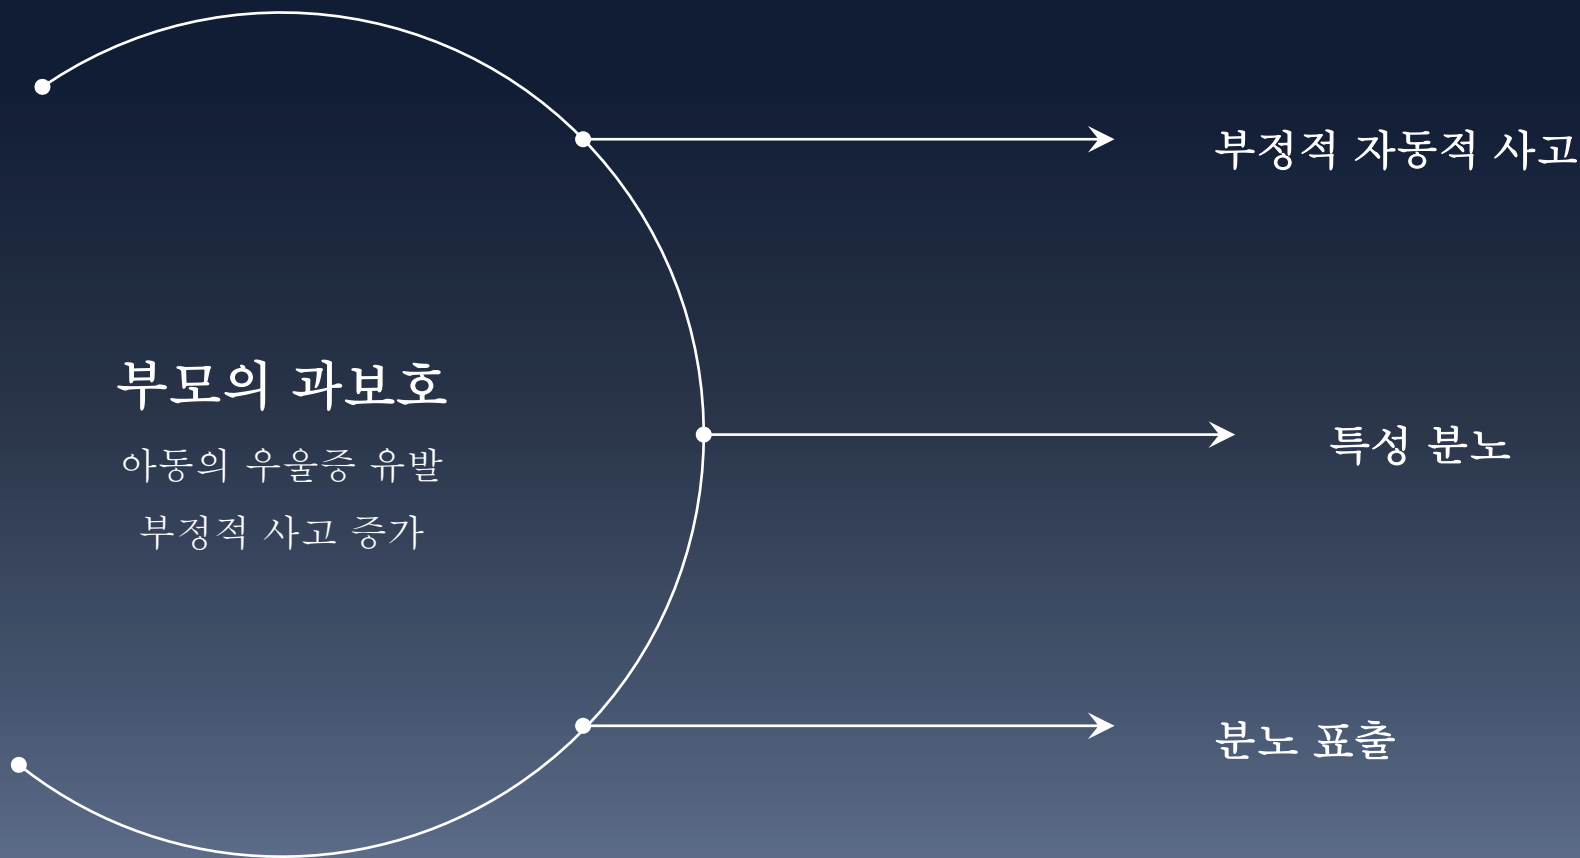 부정적 자동적 사고
부모의 과보호
아동의 우울증 유발
부정적 사고 증가
특성 분노
분노 표출